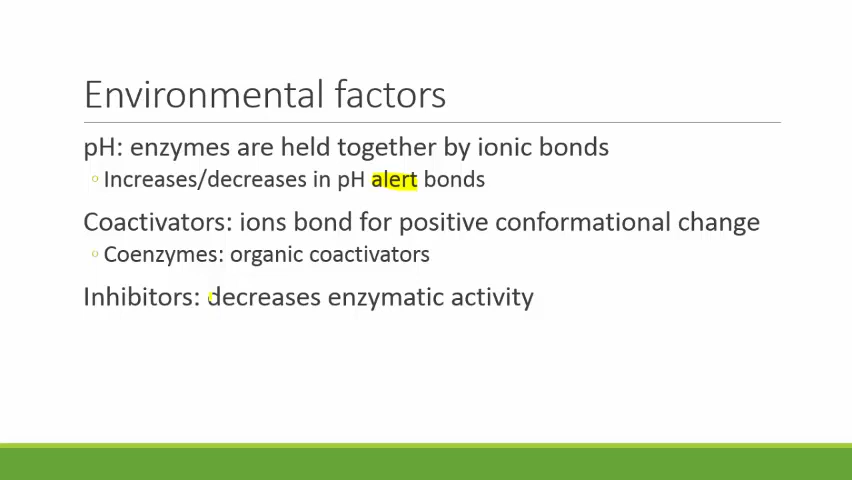 Environmental factors
pH: enzymes are held together by ionic bonds
Increases/decreases in pH alert bonds
Coactivators: ions bond for positive conformational change
Coenzymes: organic coactivators
Inhibitors: decreases enzymatic activity